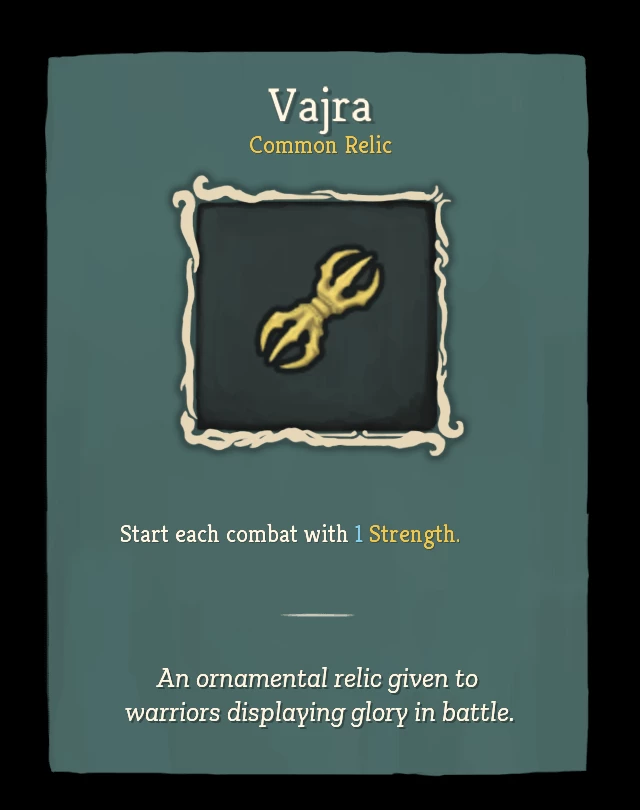 Vajra
Common Relic
Start each combat with 1 Strength.
An ornamental relic given to
warriors displaying glory in battle.